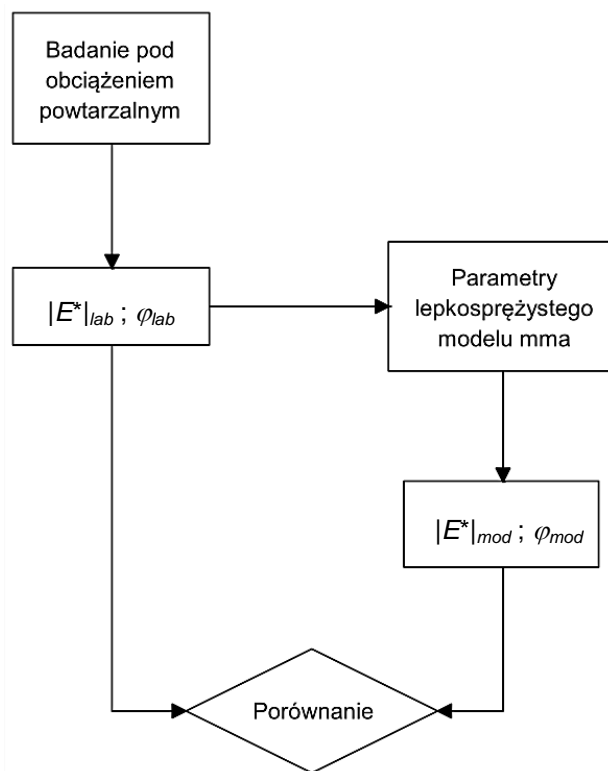 Badanie pod
obciążeniem
powtarzalnym
|E*|lab ; φlab
Parametry
lepkosprężystego
modelu mma
|E*|mod ; φmod
Porównanie